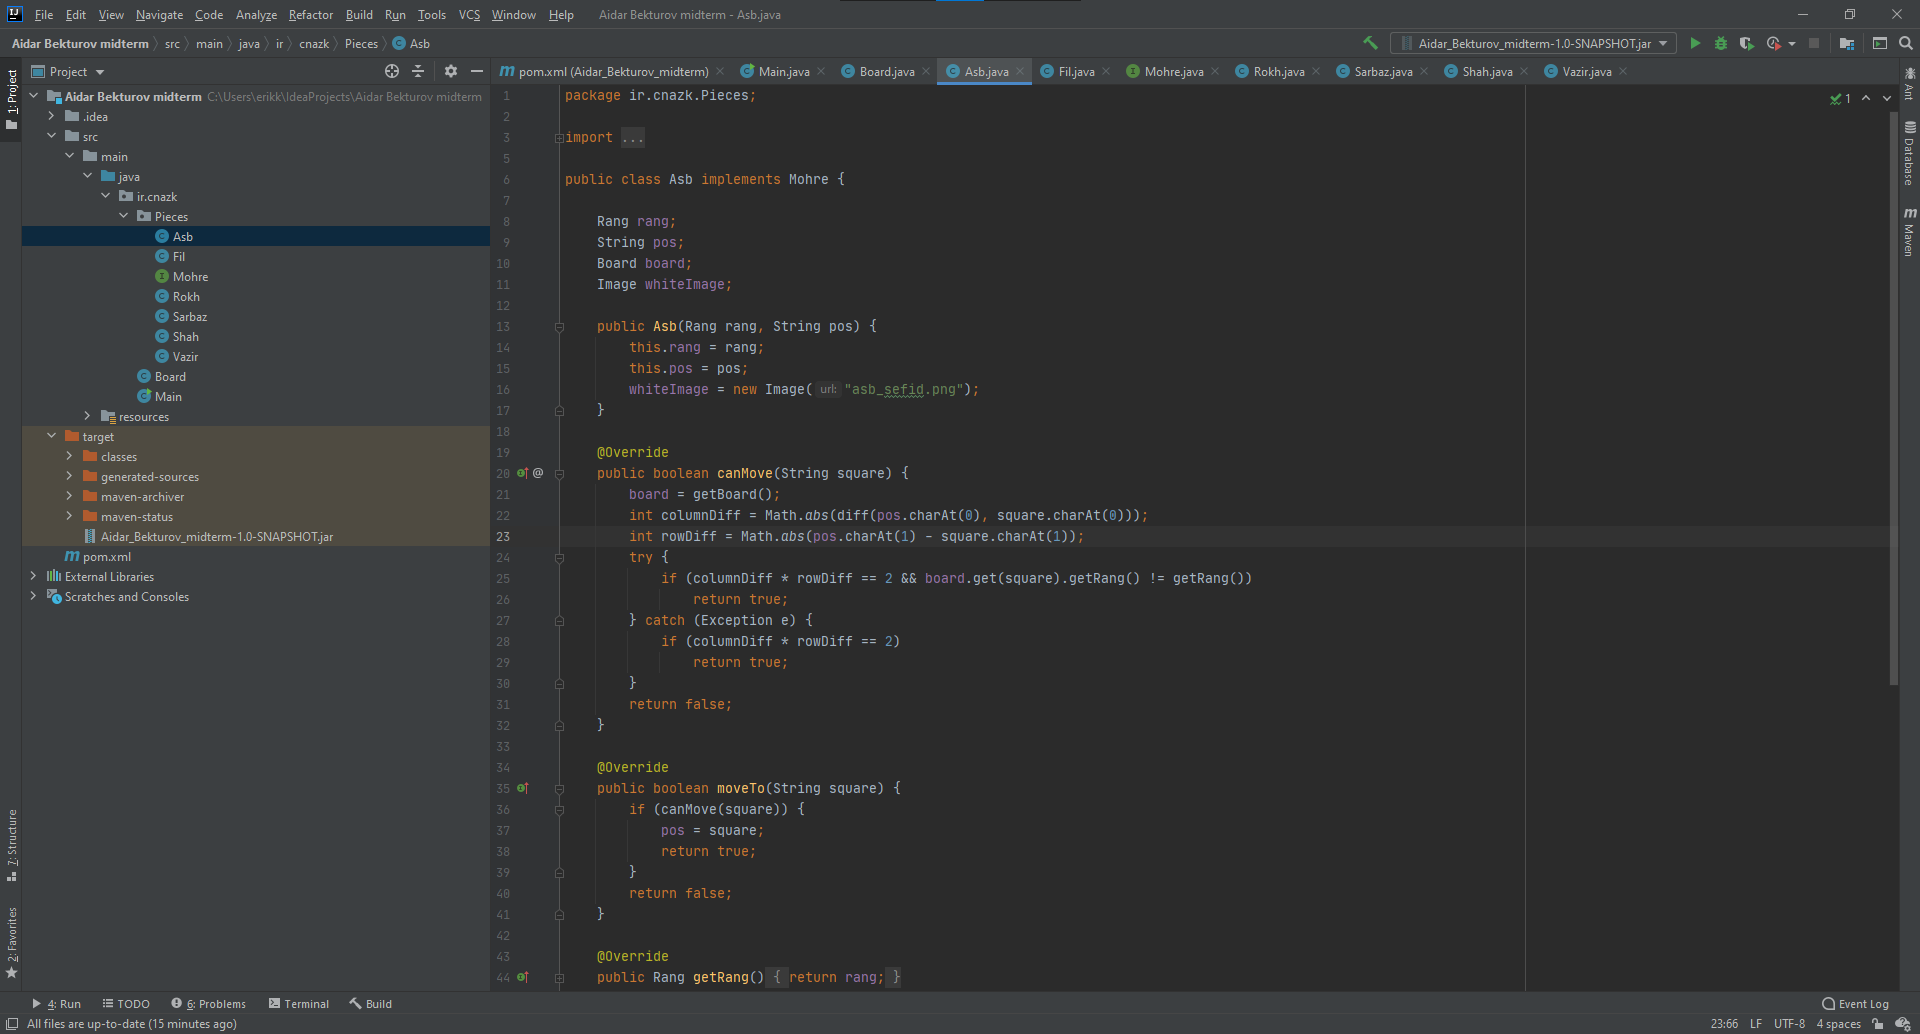 File Edit View Navigate Code Analyze Refactor Build Run Tools VCS Window Help Aidar Bekturov midterm - Asb.java
Aidar Bekturov midterm src main java ir cnazk Pieces Asb Aidar_Bekturov_midterm-1.0-SNAPSHOT.jar
Project
pom.xml (Aidar_Bekturov_midterm) Main.java Board.java Asb.java Fil.java Mohre.java Rokh.java Sarbaz.java Shah.java Vazir.java
1: Project
Aidar Bekturov midterm C:\Users\erikk\IdeaProjects\Aidar Bekturov midterm
.idea
src
main
java
ir.cnazk
Pieces
Asb
Fil
Mohre
Rokh
Sarbaz
Shah
Vazir
Board
Main
resources
target
classes
generated-sources
maven-archiver
maven-status
Aidar_Bekturov_midterm-1.0-SNAPSHOT.jar
pom.xml
External Libraries
Scratches and Consoles
7: Structure
2: Favorites
1 package ir.cnazk.Pieces;
2
3 import ...
5
6 public class Asb implements Mohre {
7
8 Rang rang;
9 String pos;
10 Board board;
11 Image whiteImage;
12
13 public Asb(Rang rang, String pos) {
14 this.rang = rang;
15 this.pos = pos;
16 whiteImage = new Image( url: "asb_sefid.png");
17 }
18
19 @Override
20 public boolean canMove(String square) {
21 board = getBoard();
22 int columnDiff = Math.abs(diff(pos.charAt(0), square.charAt(0)));
23 int rowDiff = Math.abs(pos.charAt(1) - square.charAt(1));
24 try {
25 if (columnDiff * rowDiff == 2 && board.get(square).getRang() != getRang())
26 return true;
27 } catch (Exception e) {
28 if (columnDiff * rowDiff == 2)
29 return true;
30 }
31 return false;
32 }
33
34 @Override
35 public boolean moveTo(String square) {
36 if (canMove(square)) {
37 pos = square;
38 return true;
39 }
40 return false;
41 }
42
43 @Override
44 public Rang getRang() { return rang; }
1
Ant
Database
Maven
4: Run TODO 6: Problems Terminal Build Event Log
All files are up-to-date (15 minutes ago) 23:66 LF UTF-8 4 spaces